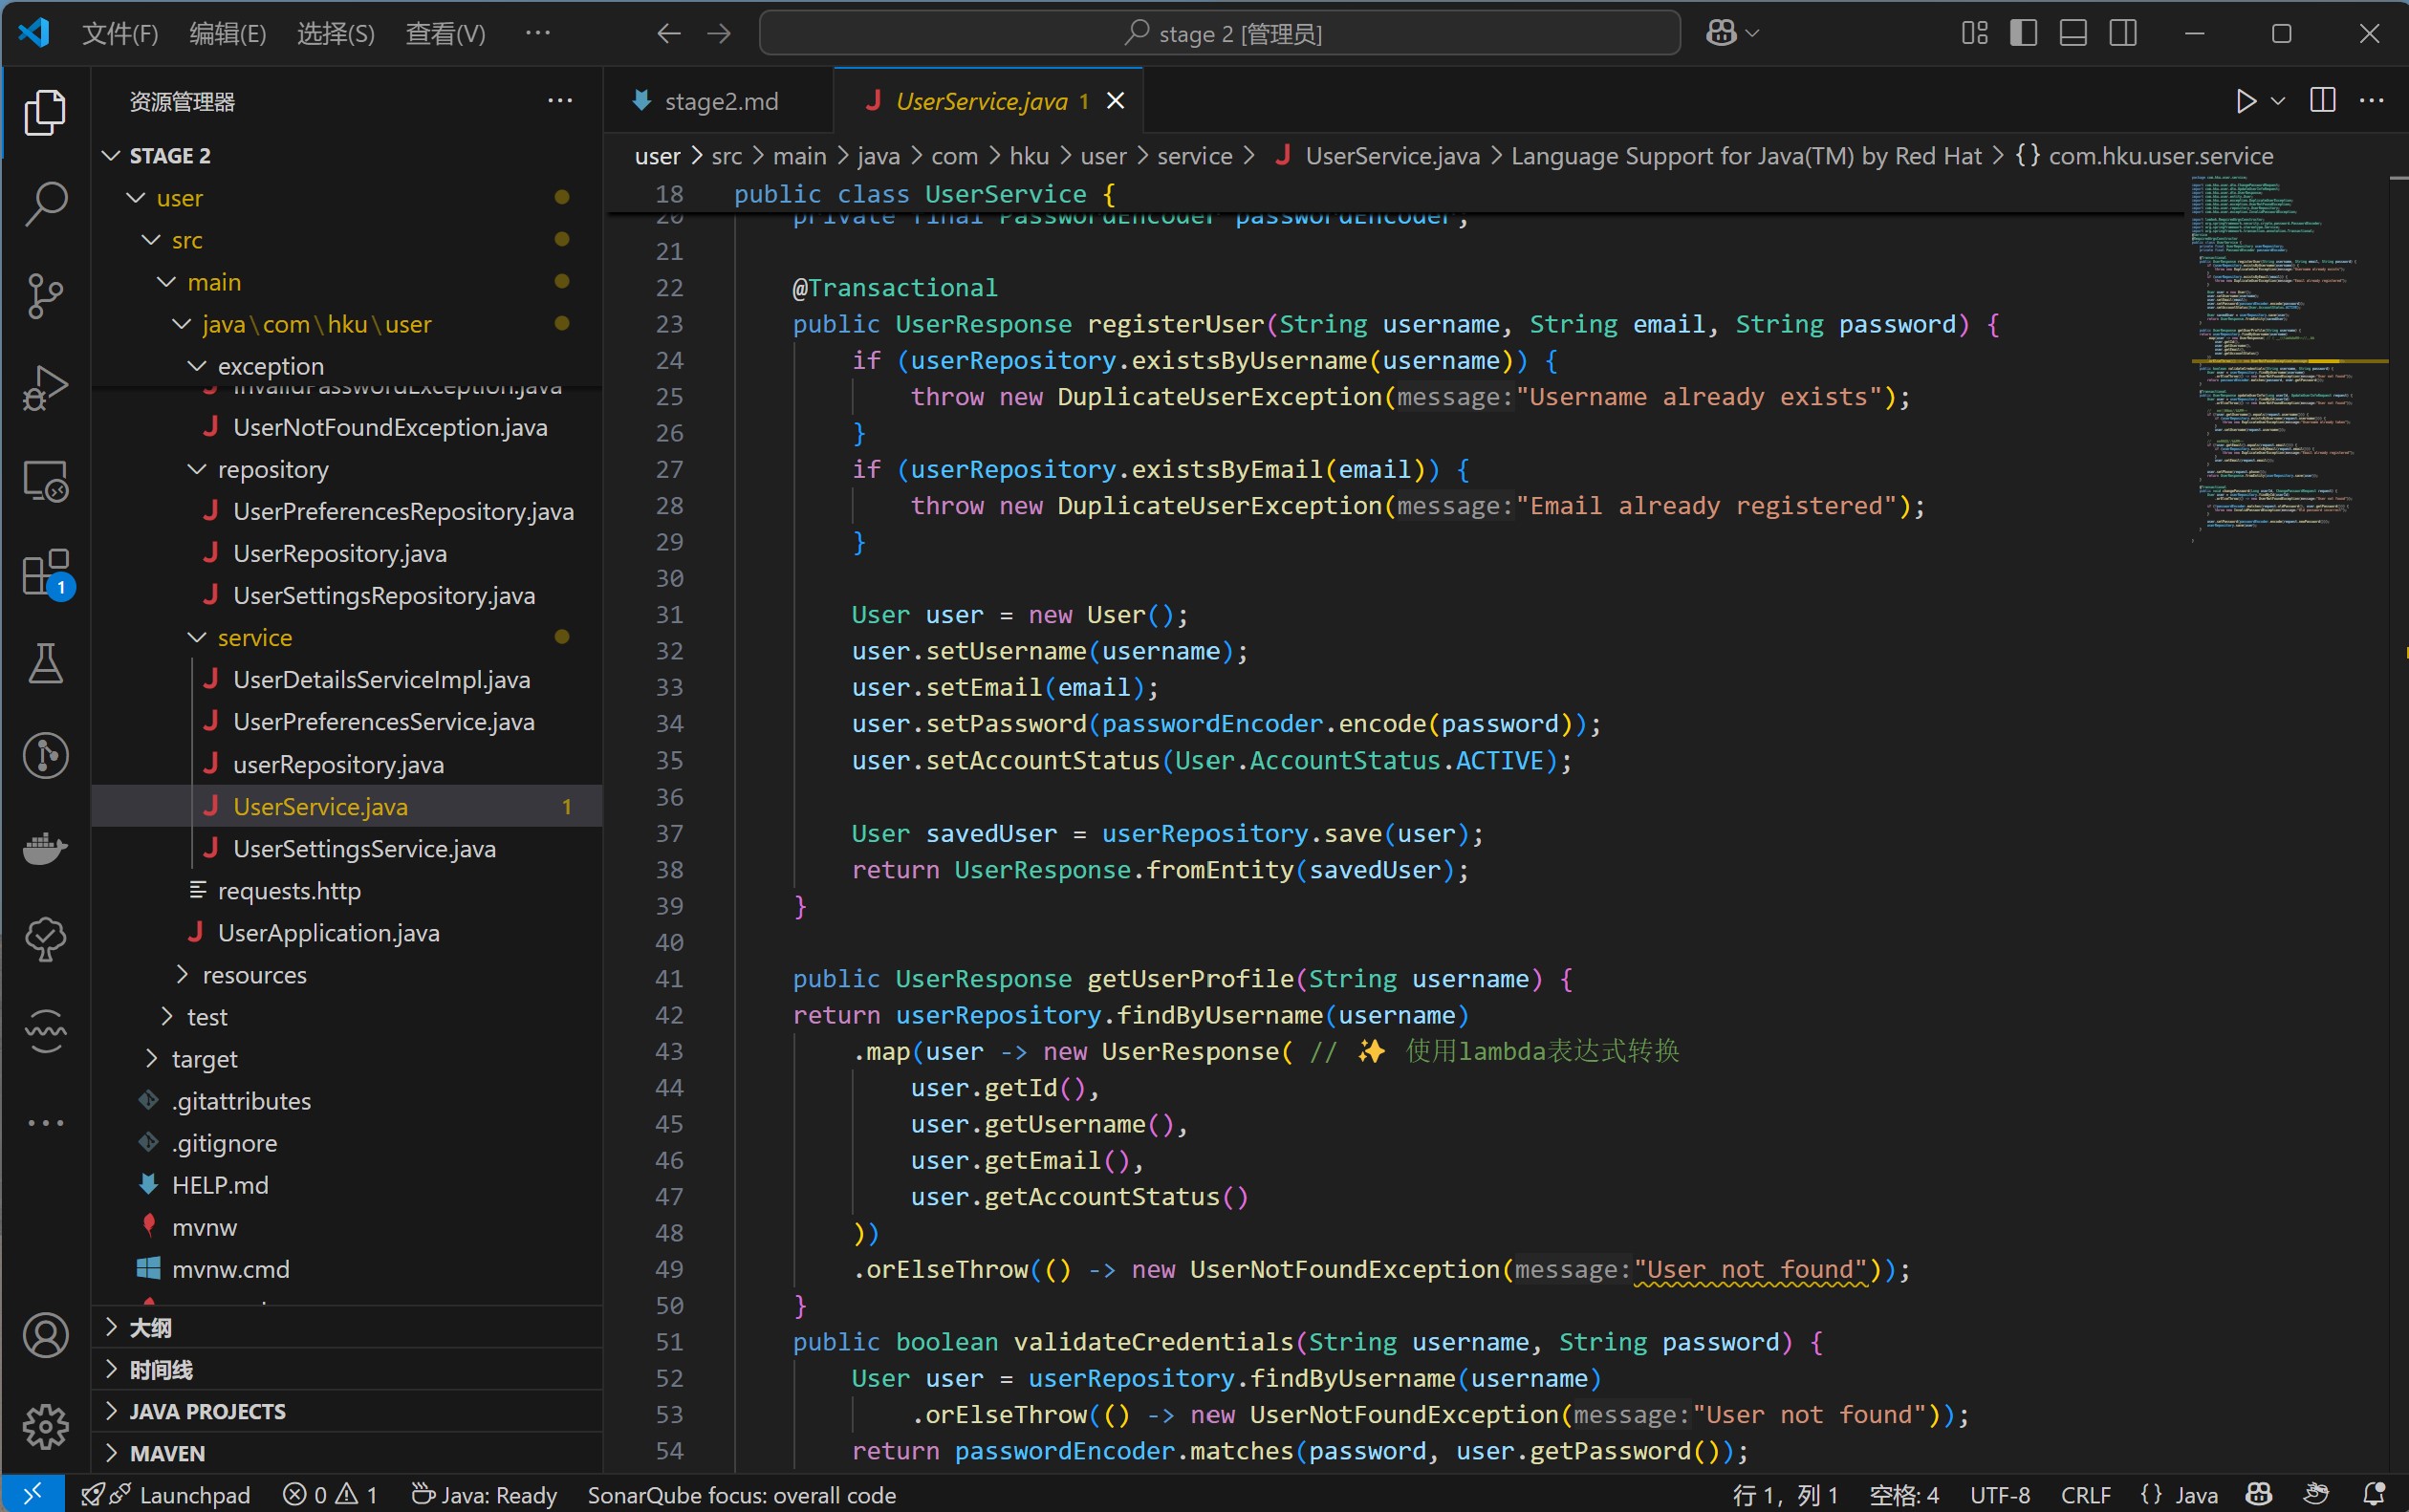 文件(F) 编辑(E) 选择(S) 查看(V) ··· stage 2 [管理员]
资源管理器
STAGE 2
user
src
main
java\com\hku\user
exception
InvalidPasswordException.java
UserNotFoundException.java
repository
UserPreferencesRepository.java
UserRepository.java
UserSettingsRepository.java
service
UserDetailsServiceImpl.java
UserPreferencesService.java
userRepository.java
UserService.java 1
UserSettingsService.java
requests.http
UserApplication.java
resources
test
target
.gitattributes
.gitignore
HELP.md
mvnw
mvnw.cmd
大纲
时间线
JAVA PROJECTS
MAVEN
1
stage2.md UserService.java 1
user > src > main > java > com > hku > user > service > UserService.java > Language Support for Java(TM) by Red Hat > {} com.hku.user.service
18 public class UserService {
20 private final PasswordEncoder passwordEncoder;
21
22 @Transactional
23 public UserResponse registerUser(String username, String email, String password) {
24 if (userRepository.existsByUsername(username)) {
25 throw new DuplicateUserException(message:"Username already exists");
26 }
27 if (userRepository.existsByEmail(email)) {
28 throw new DuplicateUserException(message:"Email already registered");
29 }
30
31 User user = new User();
32 user.setUsername(username);
33 user.setEmail(email);
34 user.setPassword(passwordEncoder.encode(password));
35 user.setAccountStatus(User.AccountStatus.ACTIVE);
36
37 User savedUser = userRepository.save(user);
38 return UserResponse.fromEntity(savedUser);
39 }
40
41 public UserResponse getUserProfile(String username) {
42 return userRepository.findByUsername(username)
43 .map(user -> new UserResponse( // ✨ 使用lambda表达式转换
44 user.getId(),
45 user.getUsername(),
46 user.getEmail(),
47 user.getAccountStatus()
48 ))
49 .orElseThrow(() -> new UserNotFoundException(message:"User not found"));
50 }
51 public boolean validateCredentials(String username, String password) {
52 User user = userRepository.findByUsername(username)
53 .orElseThrow(() -> new UserNotFoundException(message:"User not found"));
54 return passwordEncoder.matches(password, user.getPassword());
Launchpad 0 1 Java: Ready SonarQube focus: overall code 行 1, 列 1 空格: 4 UTF-8 CRLF {} Java